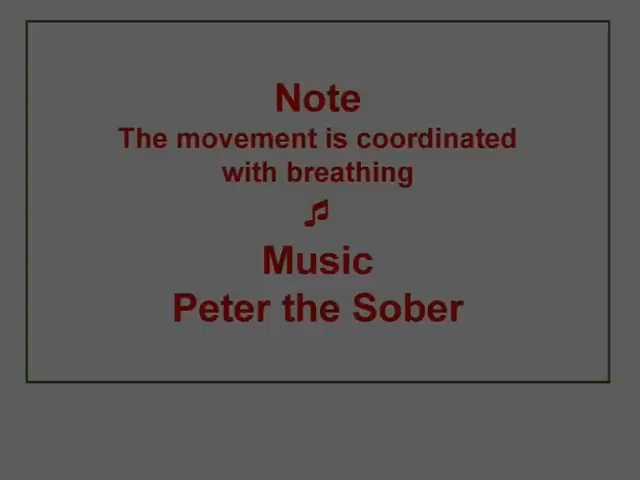 Note
The movement is coordinated
with breathing
♫
Music
Peter the Sober